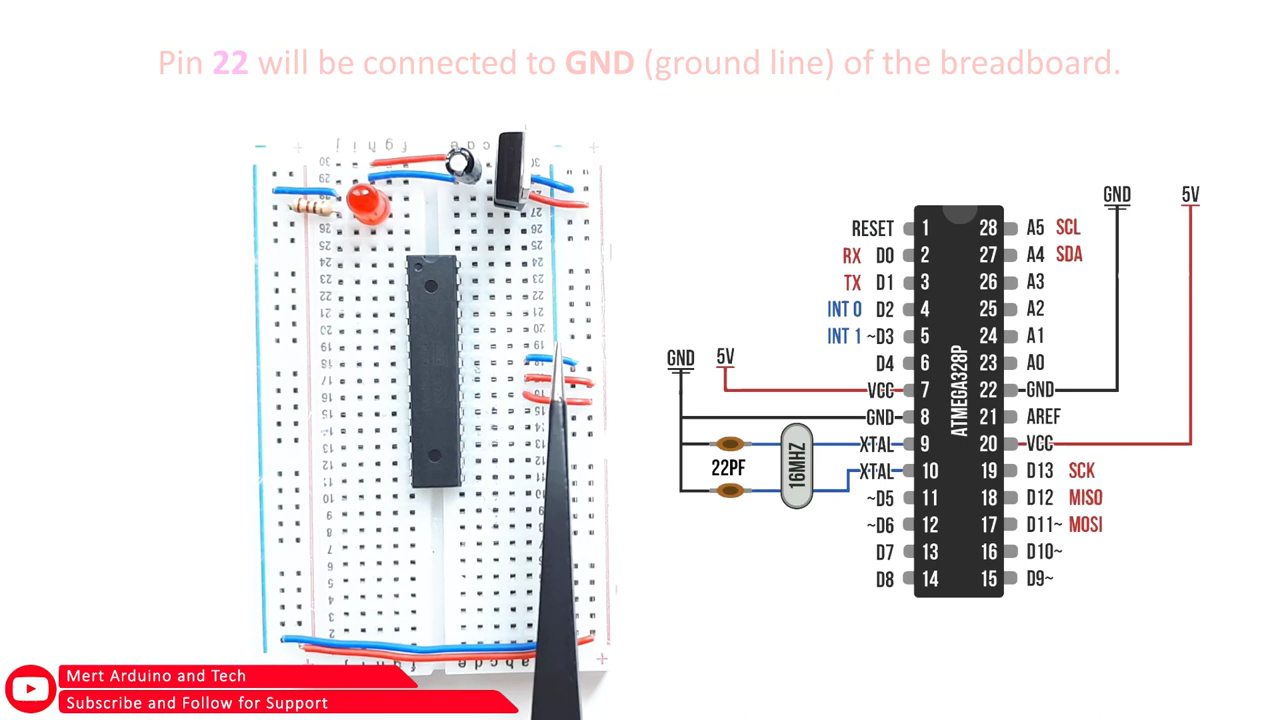 Pin 22 will be connected to GND (ground line) of the breadboard.
GND
5V
RESET 1 28 A5 SCL
RX D0 2 27 A4 SDA
TX D1 3 26 A3
INT 0 D2 4 25 A2
INT 1 ~D3 5 24 A1
D4 6 23 A0
GND
5V
VCC 7 22 GND
GND 8 21 AREF
XTAL 9 20 VCC
XTAL 10 19 D13 SCK
~D5 11 18 D12 MISO
~D6 12 17 D11~ MOSI
D7 13 16 D10~
D8 14 15 D9~
ATMEGA328P
22PF
16MHZ
Mert Arduino and Tech
Subscribe and Follow for Support